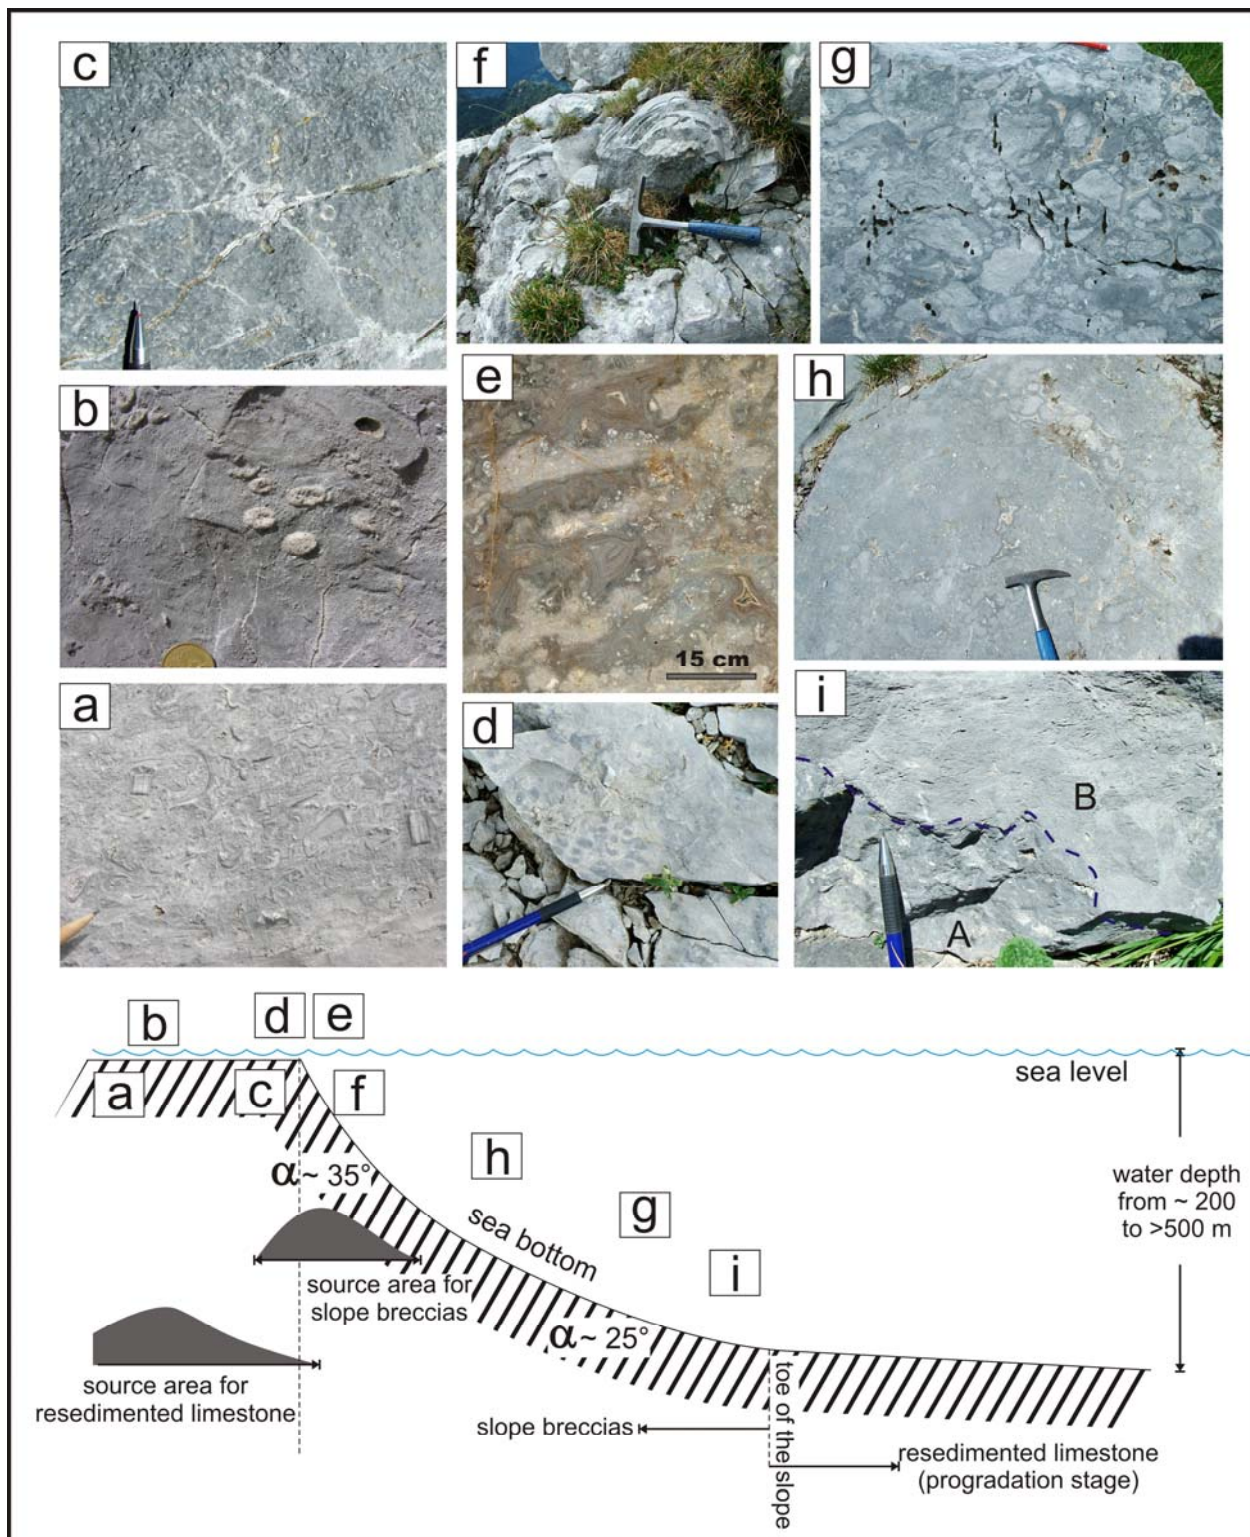 c
f
g
b
e
h
15 cm
a
d
i
B
A
b
d
e
sea level
a
c
f
α ~ 35°
h
sea bottom
g
i
water depth
from ~ 200
to >500 m
source area for
slope breccias
α ~ 25°
source area for
resedimented limestone
toe of the slope
slope breccias
resedimented limestone
(progradation stage)